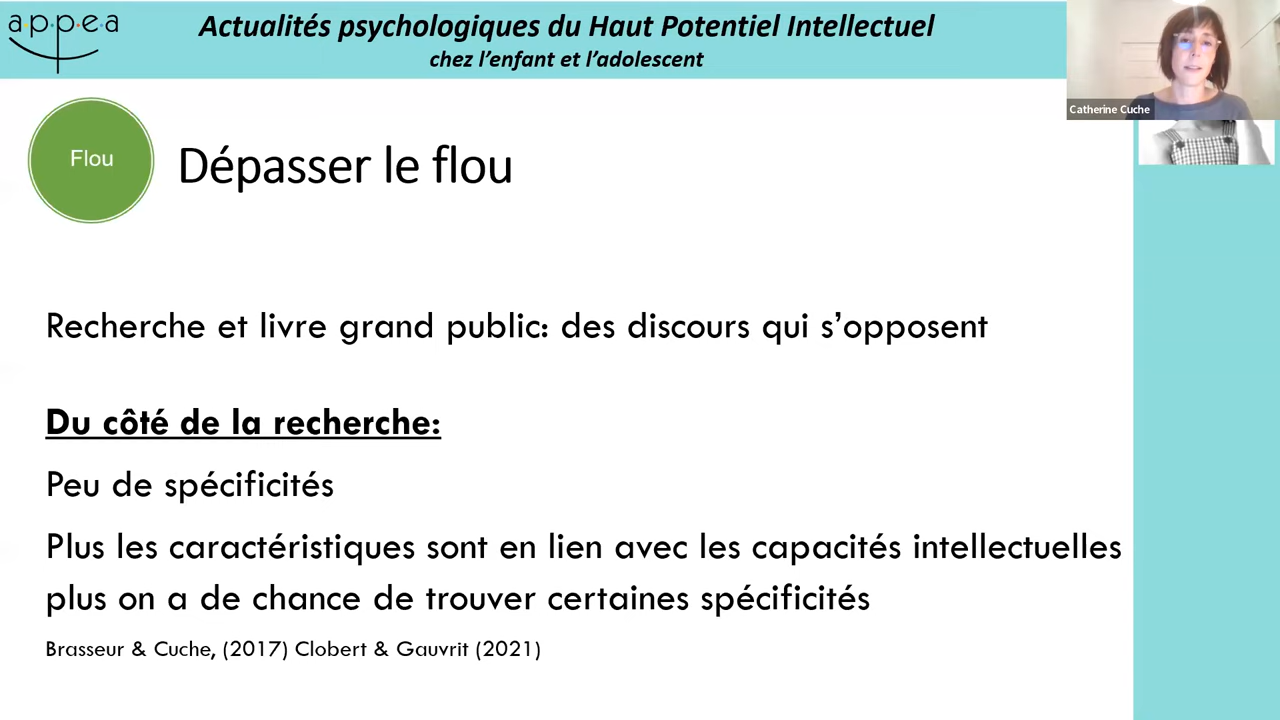 appea
Actualités psychologiques du Haut Potentiel Intellectuel
chez l'enfant et l'adolescent
Catherine Cuche
Flou
Dépasser le flou
Recherche et livre grand public: des discours qui s'opposent
Du côté de la recherche:
Peu de spécificités
Plus les caractéristiques sont en lien avec les capacités intellectuelles
plus on a de chance de trouver certaines spécificités
Brasseur & Cuche, (2017) Clobert & Gauvrit (2021)